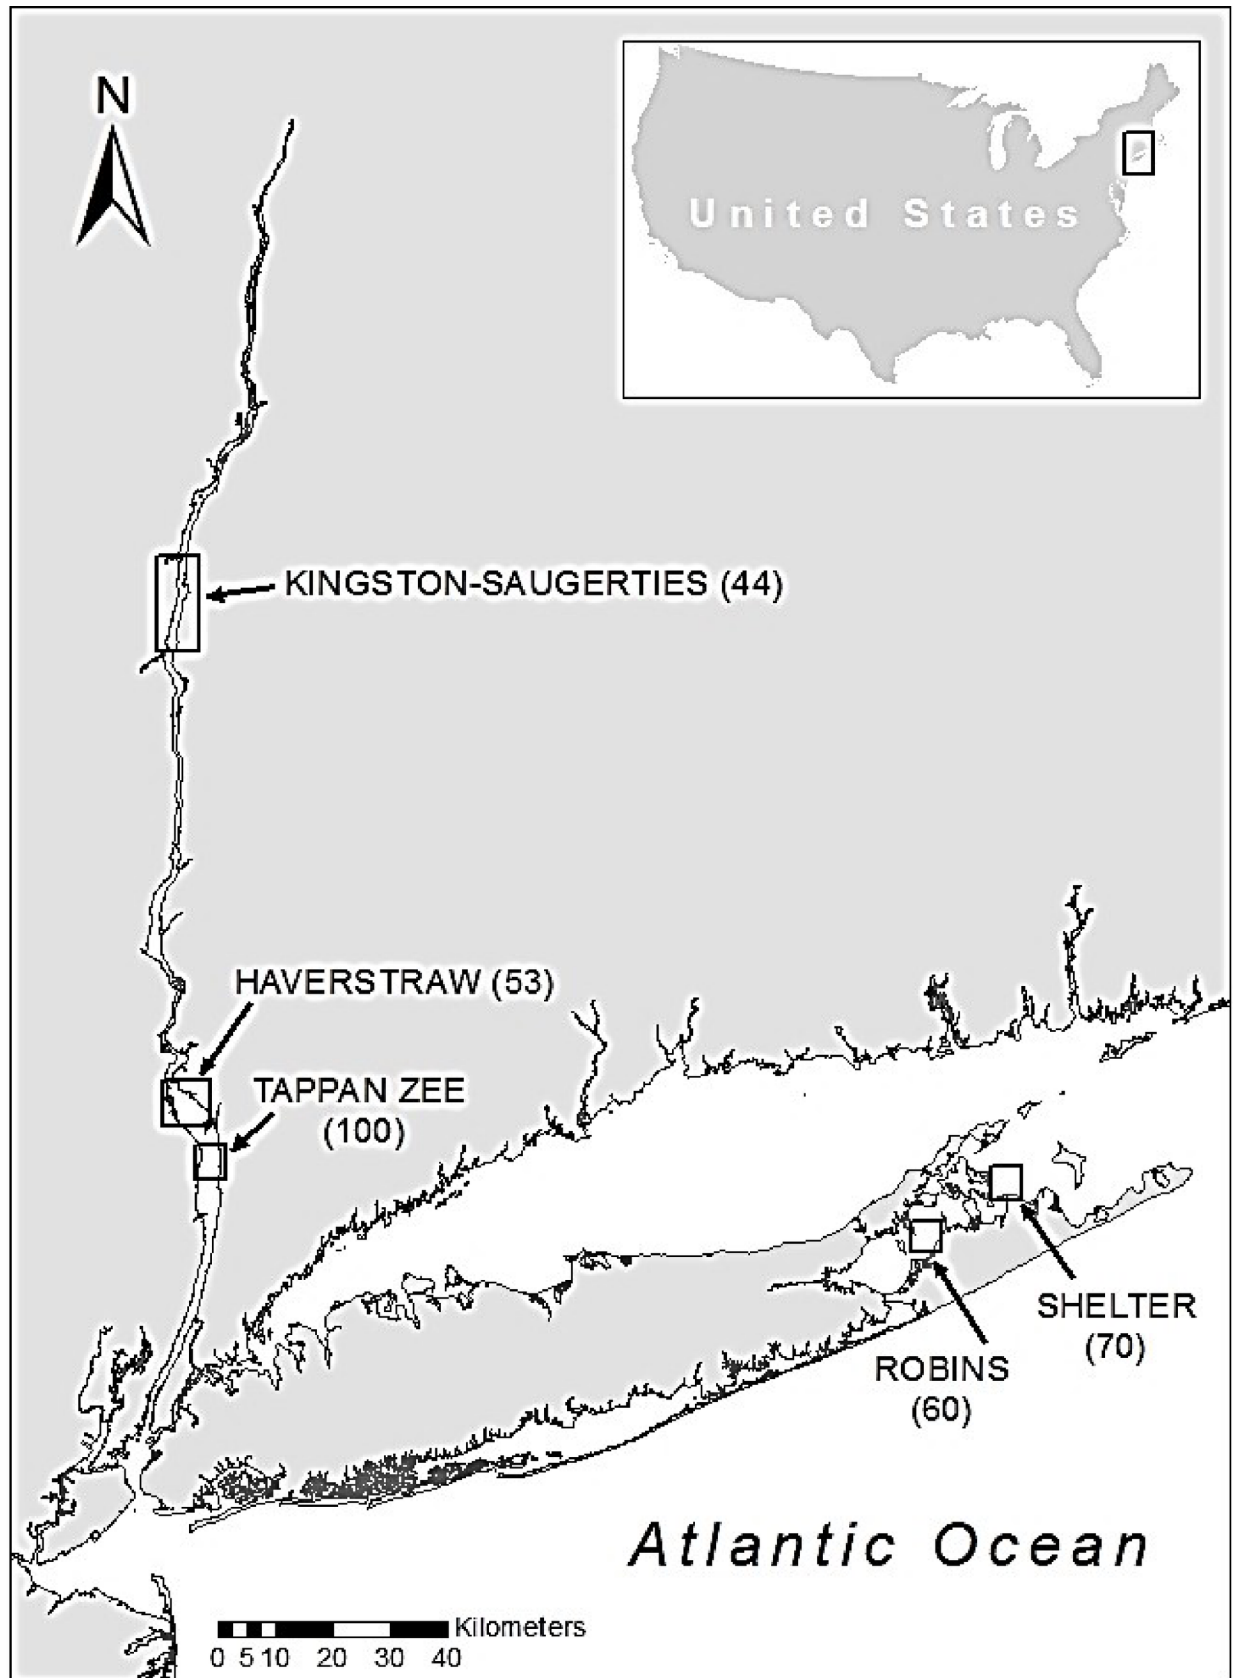 N
United States
KINGSTON-SAUGERTIES (44)
HAVERSTRAW (53)
TAPPAN ZEE
(100)
SHELTER
(70)
ROBINS
(60)
Atlantic Ocean
Kilometers
0 5 10 20 30 40